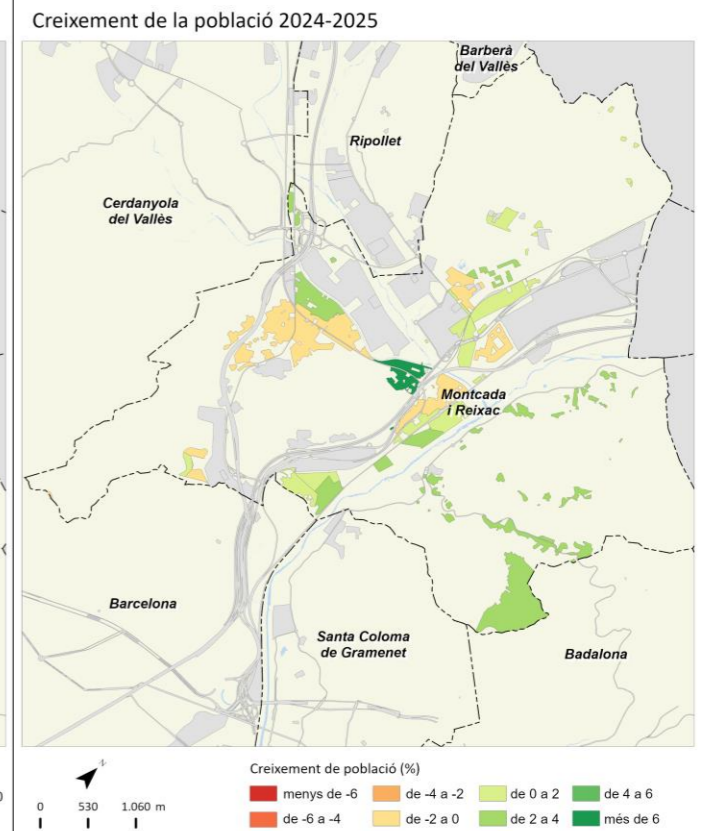 Creixement de la població 2024-2025
Barberà
del Vallès
Ripollet
Cerdanyola
del Vallès
Montcada
i Reixac
Barcelona
Santa Coloma
de Gramenet
Badalona
N
0 530 1.060 m
Creixement de població (%)
menys de -6
de -4 a -2
de 0 a 2
de 4 a 6
de -6 a -4
de -2 a 0
de 2 a 4
més de 6
0